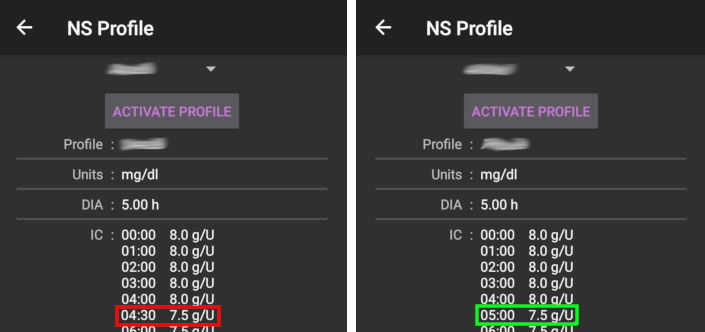 NS Profile
ACTIVATE PROFILE
Profile :
Units : mg/dl
DIA : 5.00 h
IC : 00:00 8.0 g/U
01:00 8.0 g/U
02:00 8.0 g/U
03:00 8.0 g/U
04:00 8.0 g/U
04:30 7.5 g/U
06:00 7.5 g/U
NS Profile
ACTIVATE PROFILE
Profile :
Units : mg/dl
DIA : 5.00 h
IC : 00:00 8.0 g/U
01:00 8.0 g/U
02:00 8.0 g/U
03:00 8.0 g/U
04:00 8.0 g/U
05:00 7.5 g/U
06:00 7.5 g/U